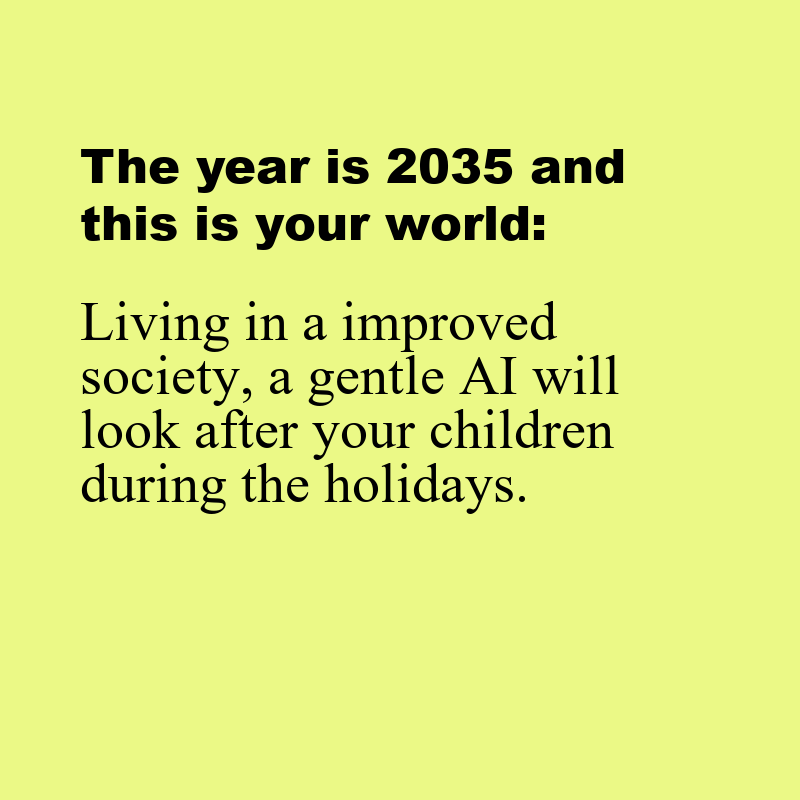 The year is 2035 and
this is your world:
Living in a improved
society, a gentle AI will
look after your children
during the holidays.